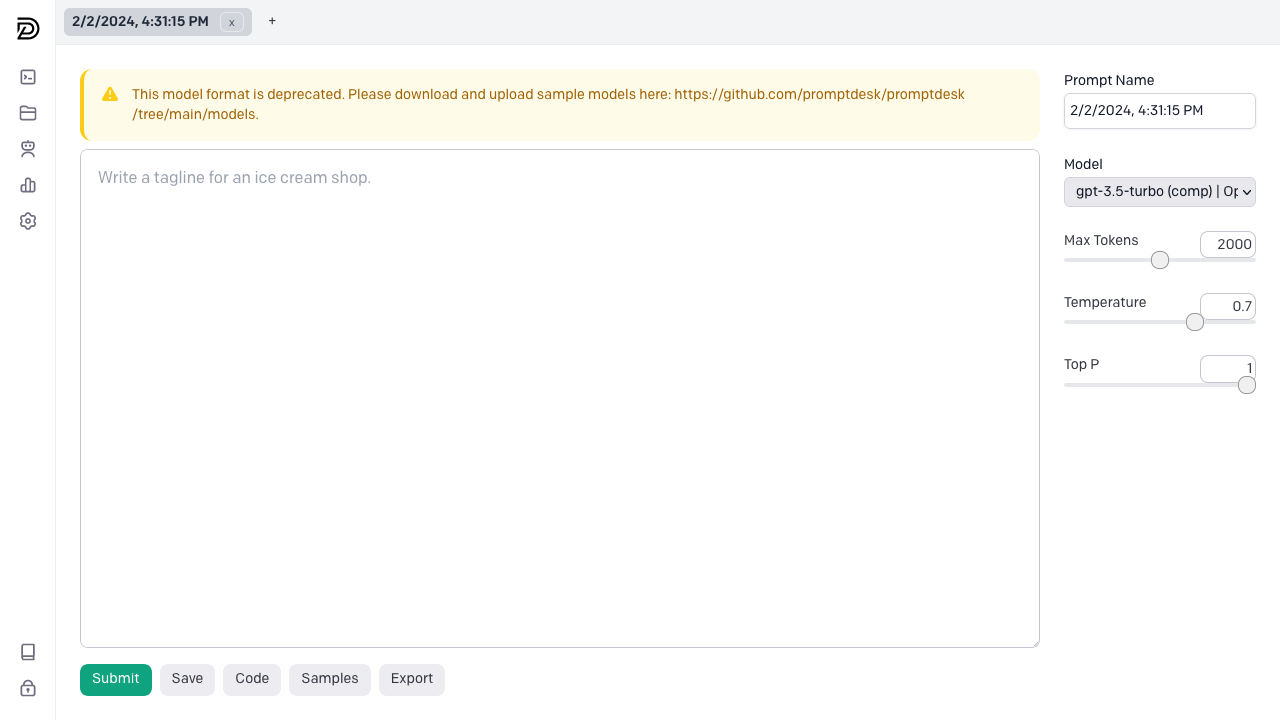 2/2/2024, 4:31:15 PM x +
This model format is deprecated. Please download and upload sample models here: https://github.com/promptdesk/promptdesk
/tree/main/models.
Write a tagline for an ice cream shop.
Submit Save Code Samples Export
Prompt Name
2/2/2024, 4:31:15 PM
Model
gpt-3.5-turbo (comp) | Op
Max Tokens 2000
Temperature 0.7
Top P 1